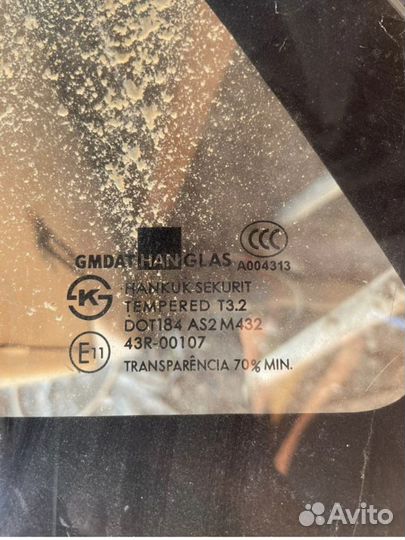 GMDAT HANGLAS
CCC
A004313
HANKUK SEKURIT
TEMPERED T3.2
DOT184 AS2 M432
E11 43R-00107
TRANSPARÊNCIA 70% MIN.
Avito